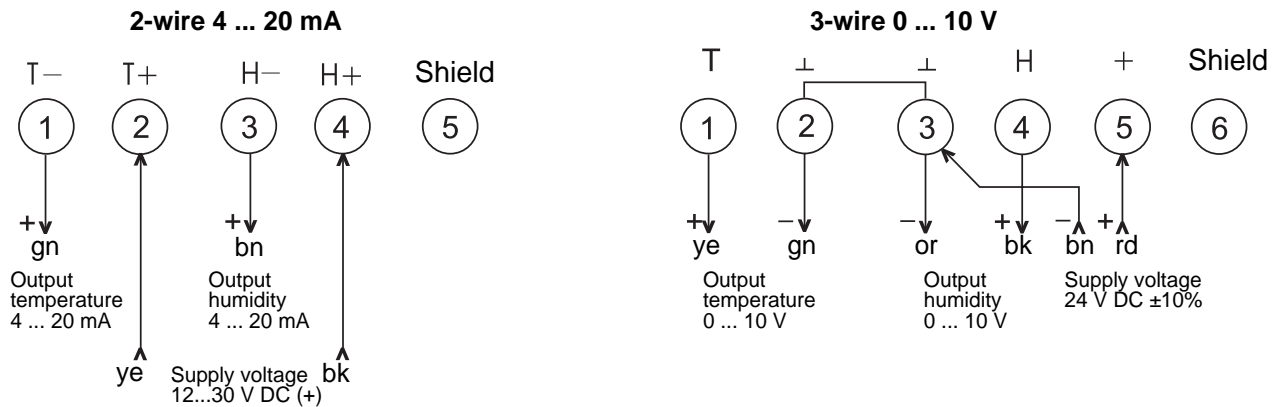 2-wire 4 ... 20 mA
T− T+ H− H+ Shield
1 2 3 4 5
+ +
gn bn
Output
temperature
4 ... 20 mA
Output
humidity
4 ... 20 mA
ye bk
Supply voltage
12...30 V DC (+)
3-wire 0 ... 10 V
T ⊥ ⊥ H + Shield
1 2 3 4 5 6
+ − − + − +
ye gn or bk bn rd
Output
temperature
0 ... 10 V
Output
humidity
0 ... 10 V
Supply voltage
24 V DC ±10%